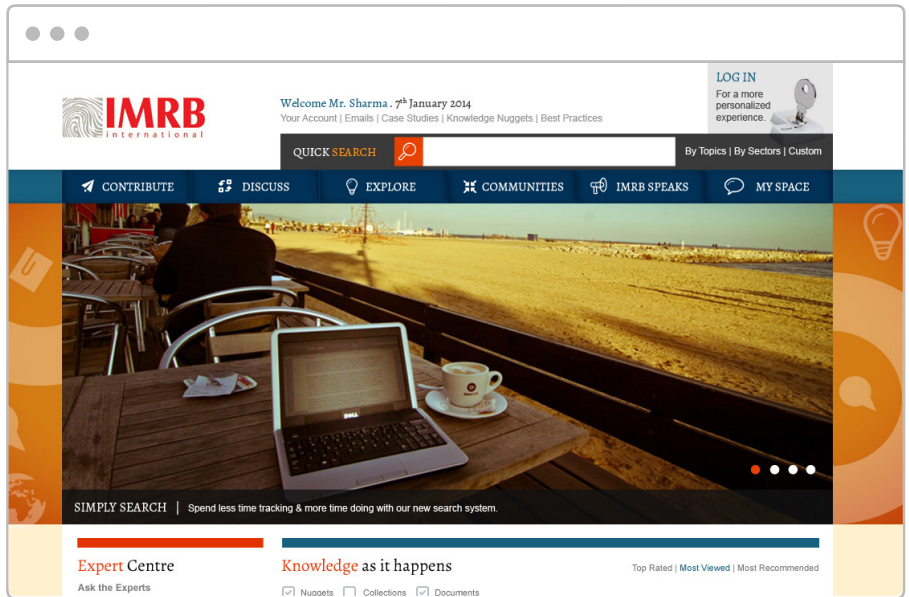 IMRB
international
Welcome Mr. Sharma . 7th January 2014
Your Account | Emails | Case Studies | Knowledge Nuggets | Best Practices
LOG IN
For a more
personalized
experience.
QUICK SEARCH
By Topics | By Sectors | Custom
CONTRIBUTE
DISCUSS
EXPLORE
COMMUNITIES
IMRB SPEAKS
MY SPACE
DELL
SIMPLY SEARCH | Spend less time tracking & more time doing with our new search system.
Expert Centre
Ask the Experts
Knowledge as it happens
Top Rated | Most Viewed | Most Recommended
Nuggets Collections Documents